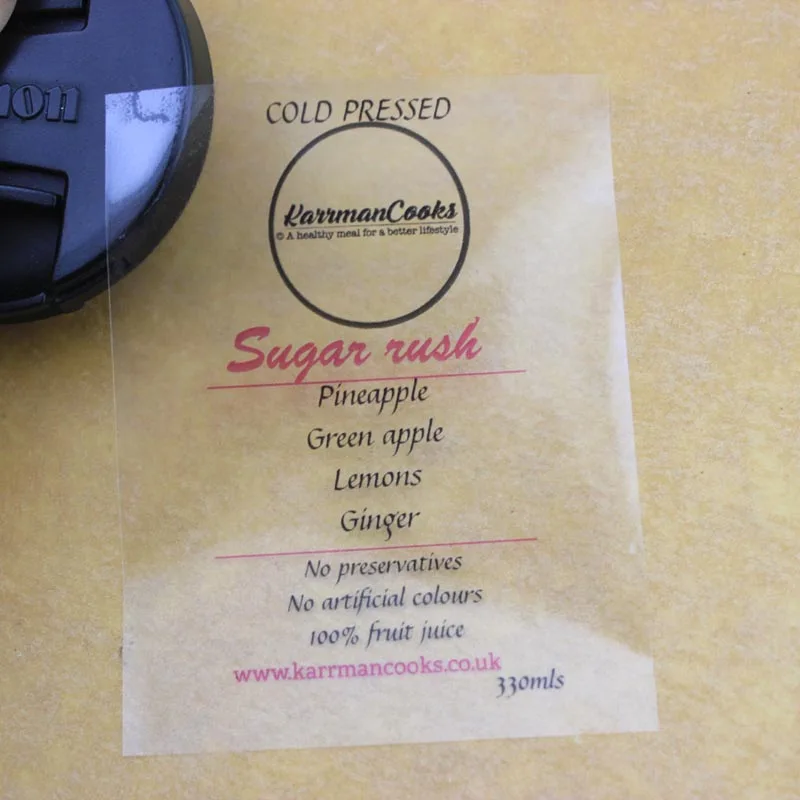 COLD PRESSED
KarrmanCooks
© A healthy meal for a better lifestyle
Sugar rush
Pineapple
Green apple
Lemons
Ginger
No preservatives
No artificial colours
100% fruit juice
www.karrmancooks.co.uk
330mls